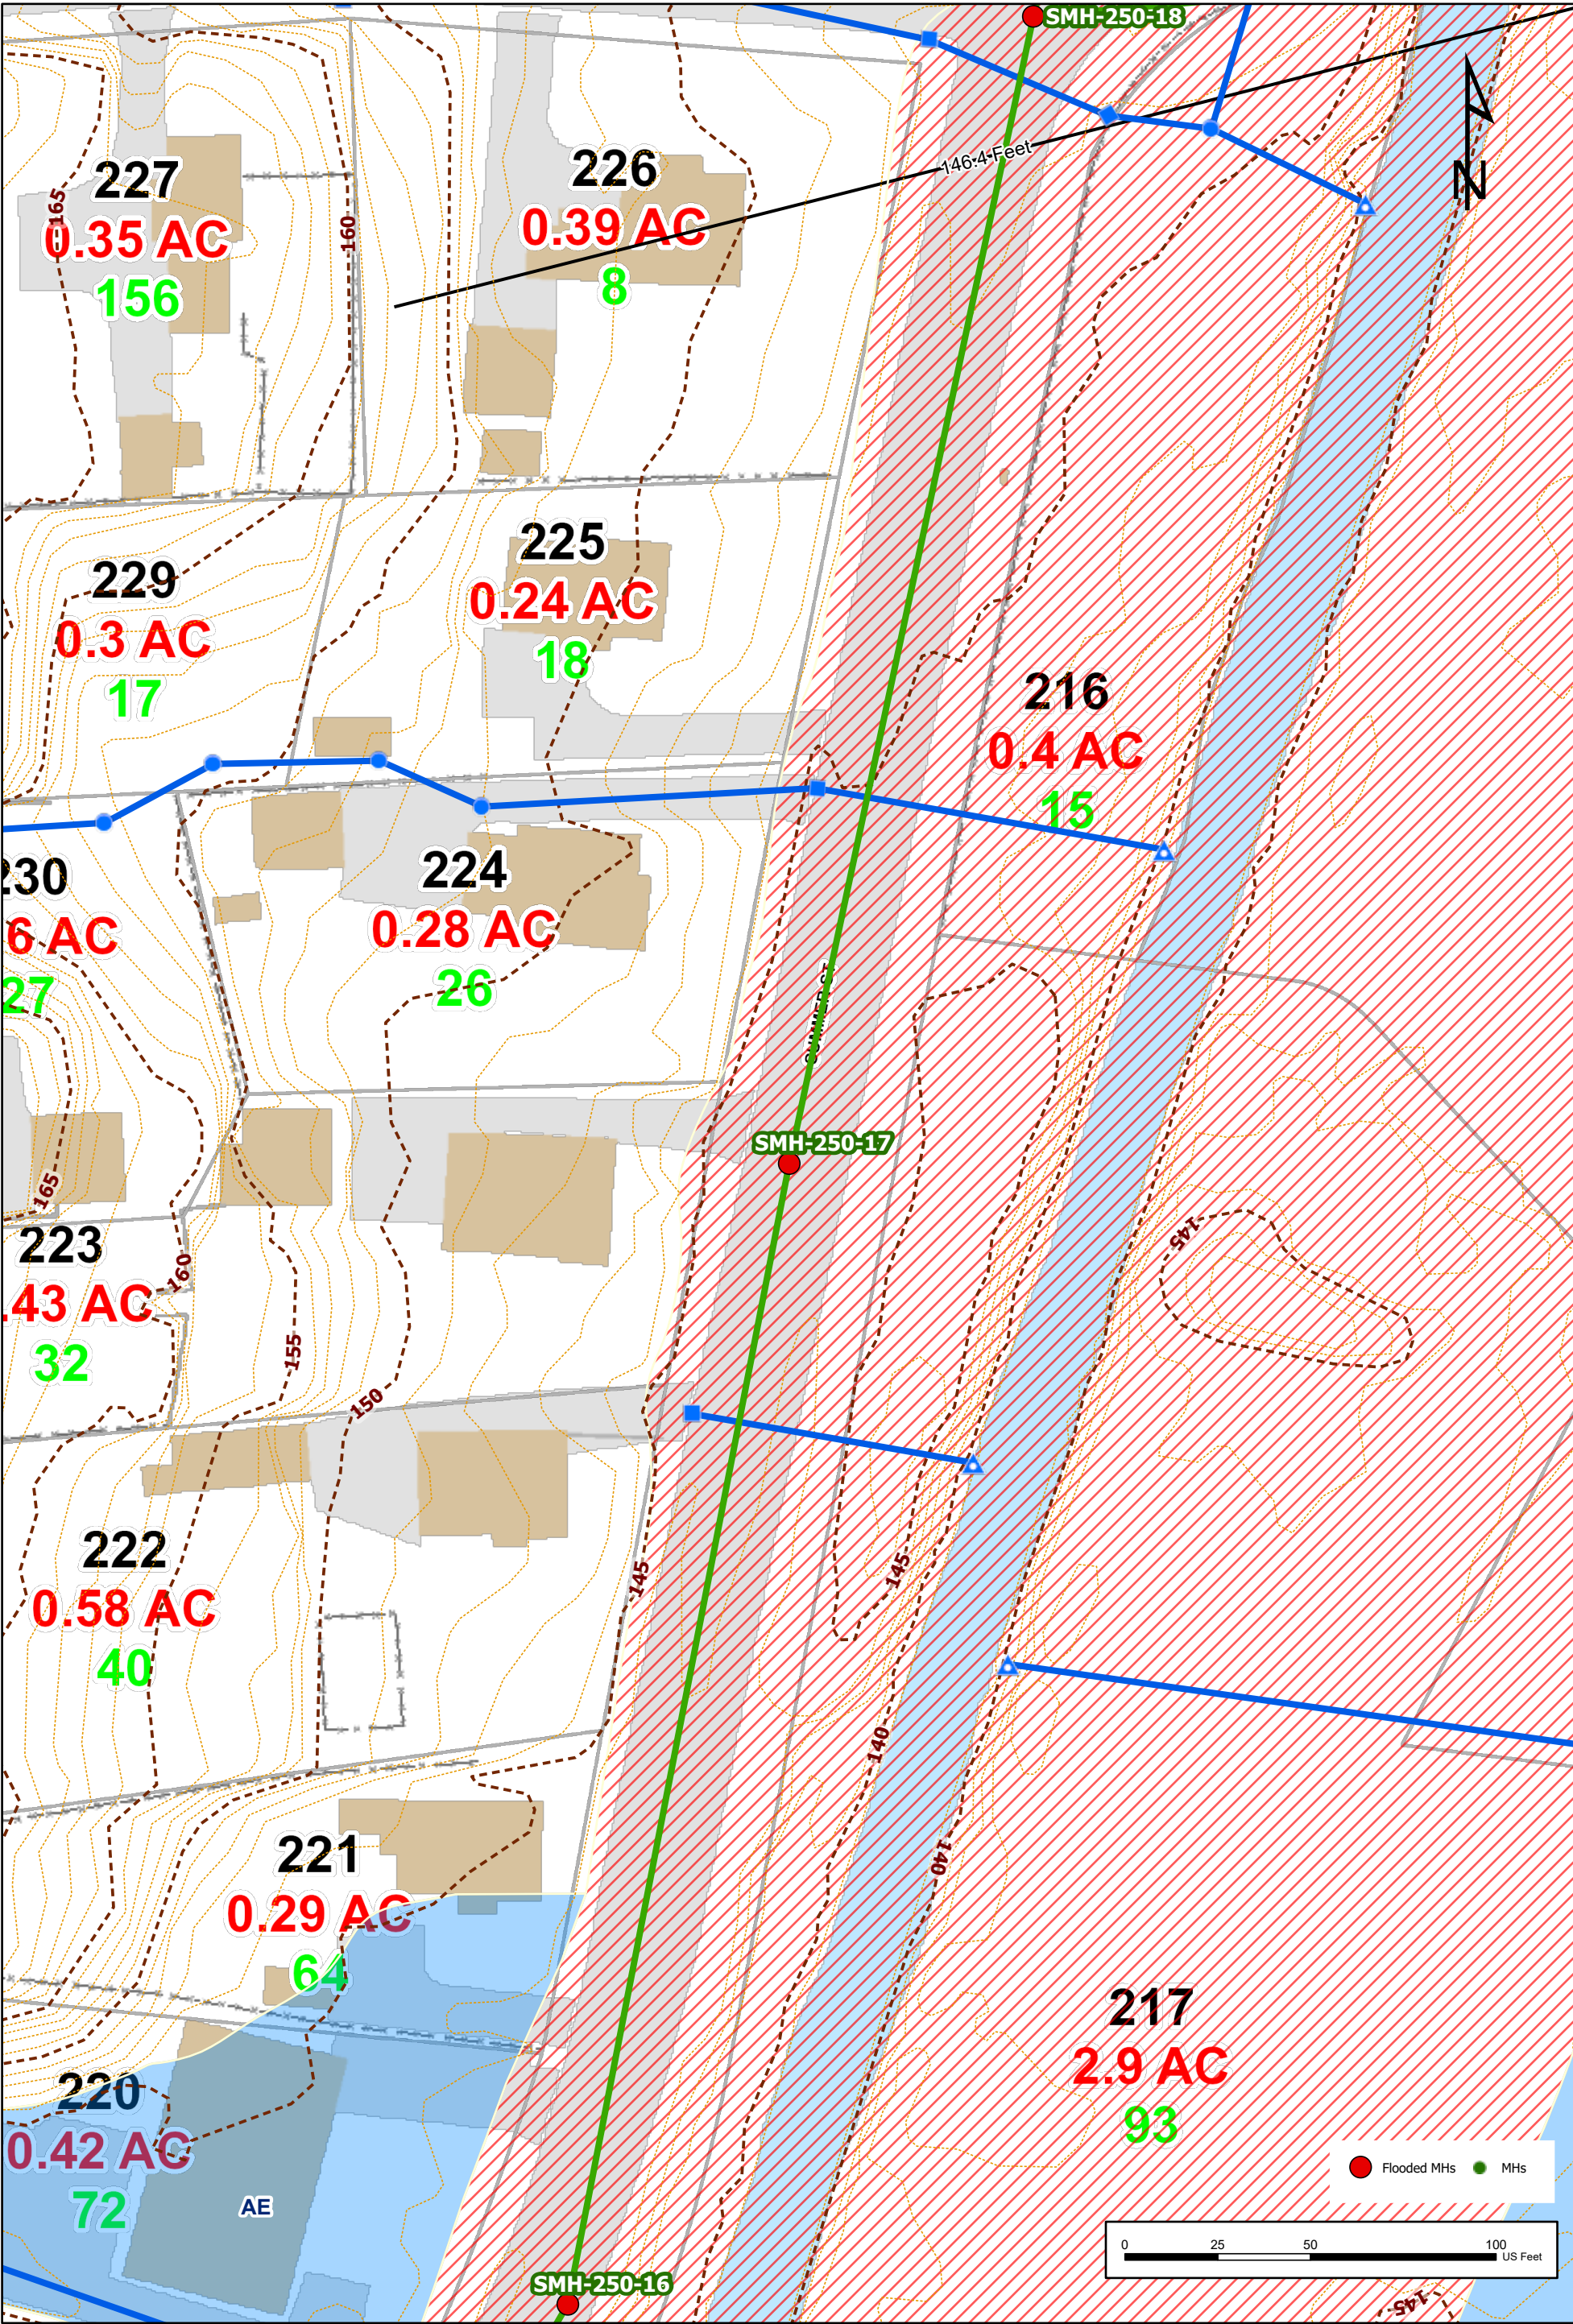 SMH-250-18
146.4 Feet
N
227
0.35 AC
156
165
160
226
0.39 AC
8
225
0.24 AC
18
229
0.3 AC
17
216
0.4 AC
15
230
6 AC
27
224
0.28 AC
26
SUMMER ST
SMH-250-17
165
223
.43 AC
32
160
155
150
145
222
0.58 AC
40
145
145
140
140
221
0.29 AC
64
217
2.9 AC
93
220
0.42 AC
72
AE
Flooded MHs
MHs
0 25 50 100
US Feet
SMH-250-16
145